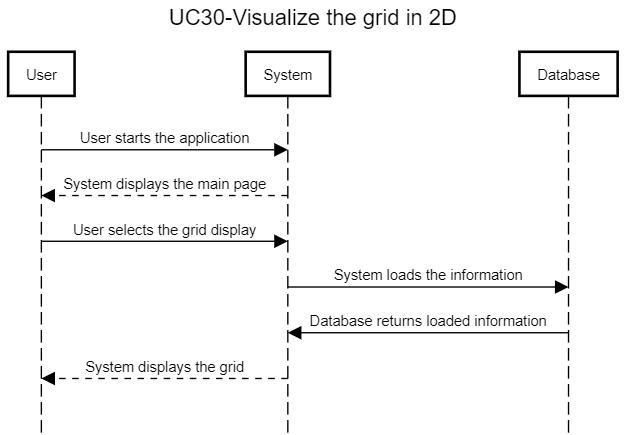 UC30-Visualize the grid in 2D
User
System
Database
User starts the application
System displays the main page
User selects the grid display
System loads the information
Database returns loaded information
System displays the grid